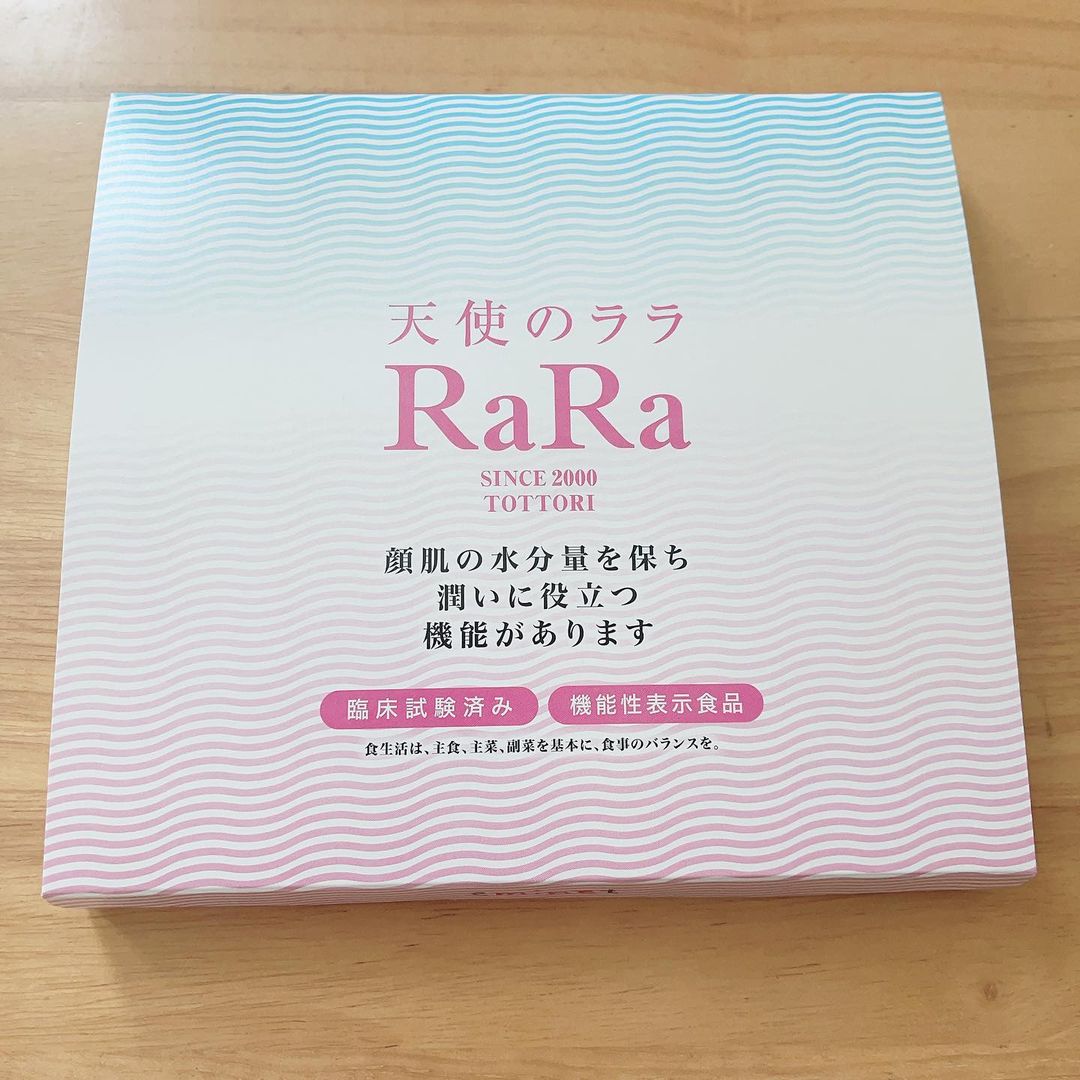 天使のララ
RaRa
SINCE 2000
TOTTORI
顔肌の水分量を保ち
潤いに役立つ
機能があります
臨床試験済み 機能性表示食品
食生活は、主食、主菜、副菜を基本に、食事のバランスを。